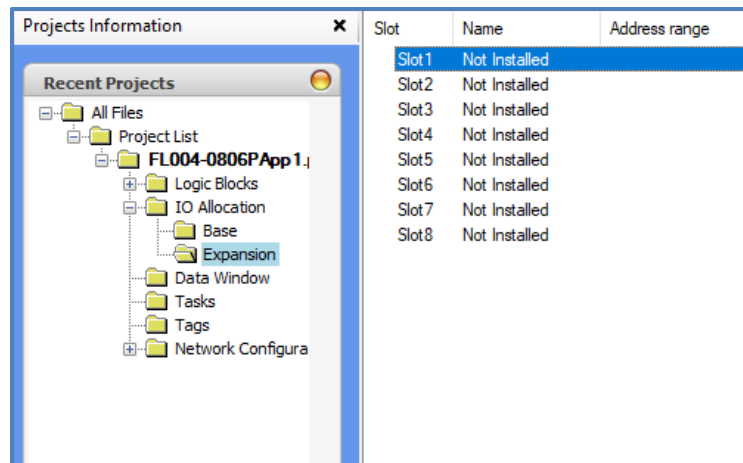 Projects Information
Recent Projects
All Files
Project List
FL004-0806PApp1.
Logic Blocks
IO Allocation
Base
Expansion
Data Window
Tasks
Tags
Network Configura
Slot Name Address range
Slot1 Not Installed
Slot2 Not Installed
Slot3 Not Installed
Slot4 Not Installed
Slot5 Not Installed
Slot6 Not Installed
Slot7 Not Installed
Slot8 Not Installed